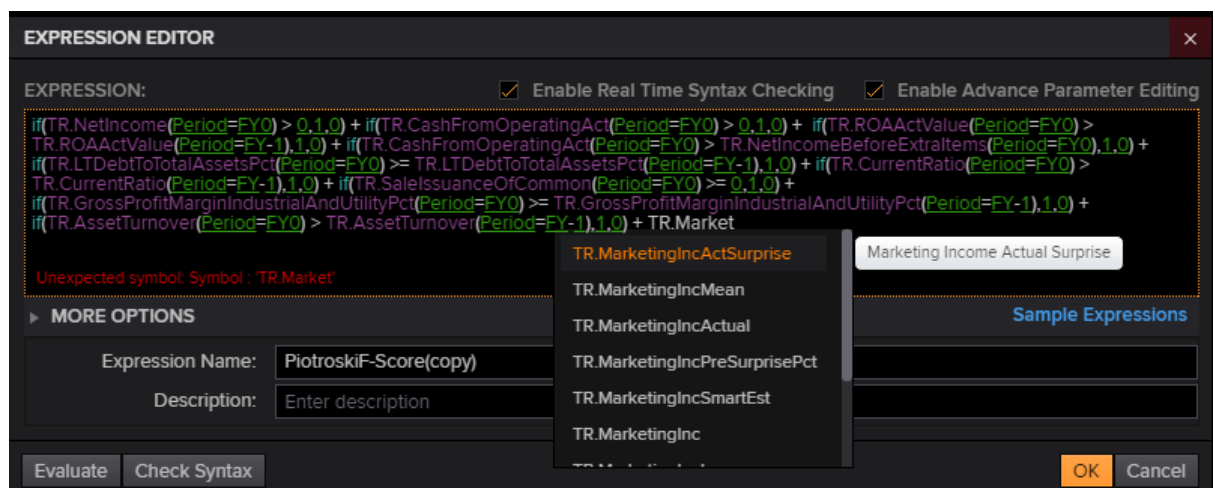 EXPRESSION EDITOR
×
EXPRESSION:
Enable Real Time Syntax Checking
Enable Advance Parameter Editing
if(TR.NetIncome(Period=FY0) > 0,1,0) + if(TR.CashFromOperatingAct(Period=FY0) > 0,1,0) + if(TR.ROAActValue(Period=FY0) >
TR.ROAActValue(Period=FY-1),1,0) + if(TR.CashFromOperatingAct(Period=FY0) > TR.NetIncomeBeforeExtraItems(Period=FY0),1,0) +
if(TR.LTDebtToTotalAssetsPct(Period=FY0) >= TR.LTDebtToTotalAssetsPct(Period=FY-1),1,0) + if(TR.CurrentRatio(Period=FY0) >
TR.CurrentRatio(Period=FY-1),1,0) + if(TR.SaleIssuanceOfCommon(Period=FY0) >= 0,1,0) +
if(TR.GrossProfitMarginIndustrialAndUtilityPct(Period=FY0) >= TR.GrossProfitMarginIndustrialAndUtilityPct(Period=FY-1),1,0) +
if(TR.AssetTurnover(Period=FY0) > TR.AssetTurnover(Period=FY-1),1,0) + TR.Market
TR.MarketingIncActSurprise
Marketing Income Actual Surprise
Unexpected symbol: Symbol : 'TR.Market'
TR.MarketingIncMean
MORE OPTIONS
Sample Expressions
TR.MarketingIncActual
Expression Name:
PiotroskiF-Score(copy)
TR.MarketingIncPreSurprisePct
Description:
Enter description
TR.MarketingIncSmartEst
TR.MarketingInc
Evaluate
Check Syntax
OK
Cancel